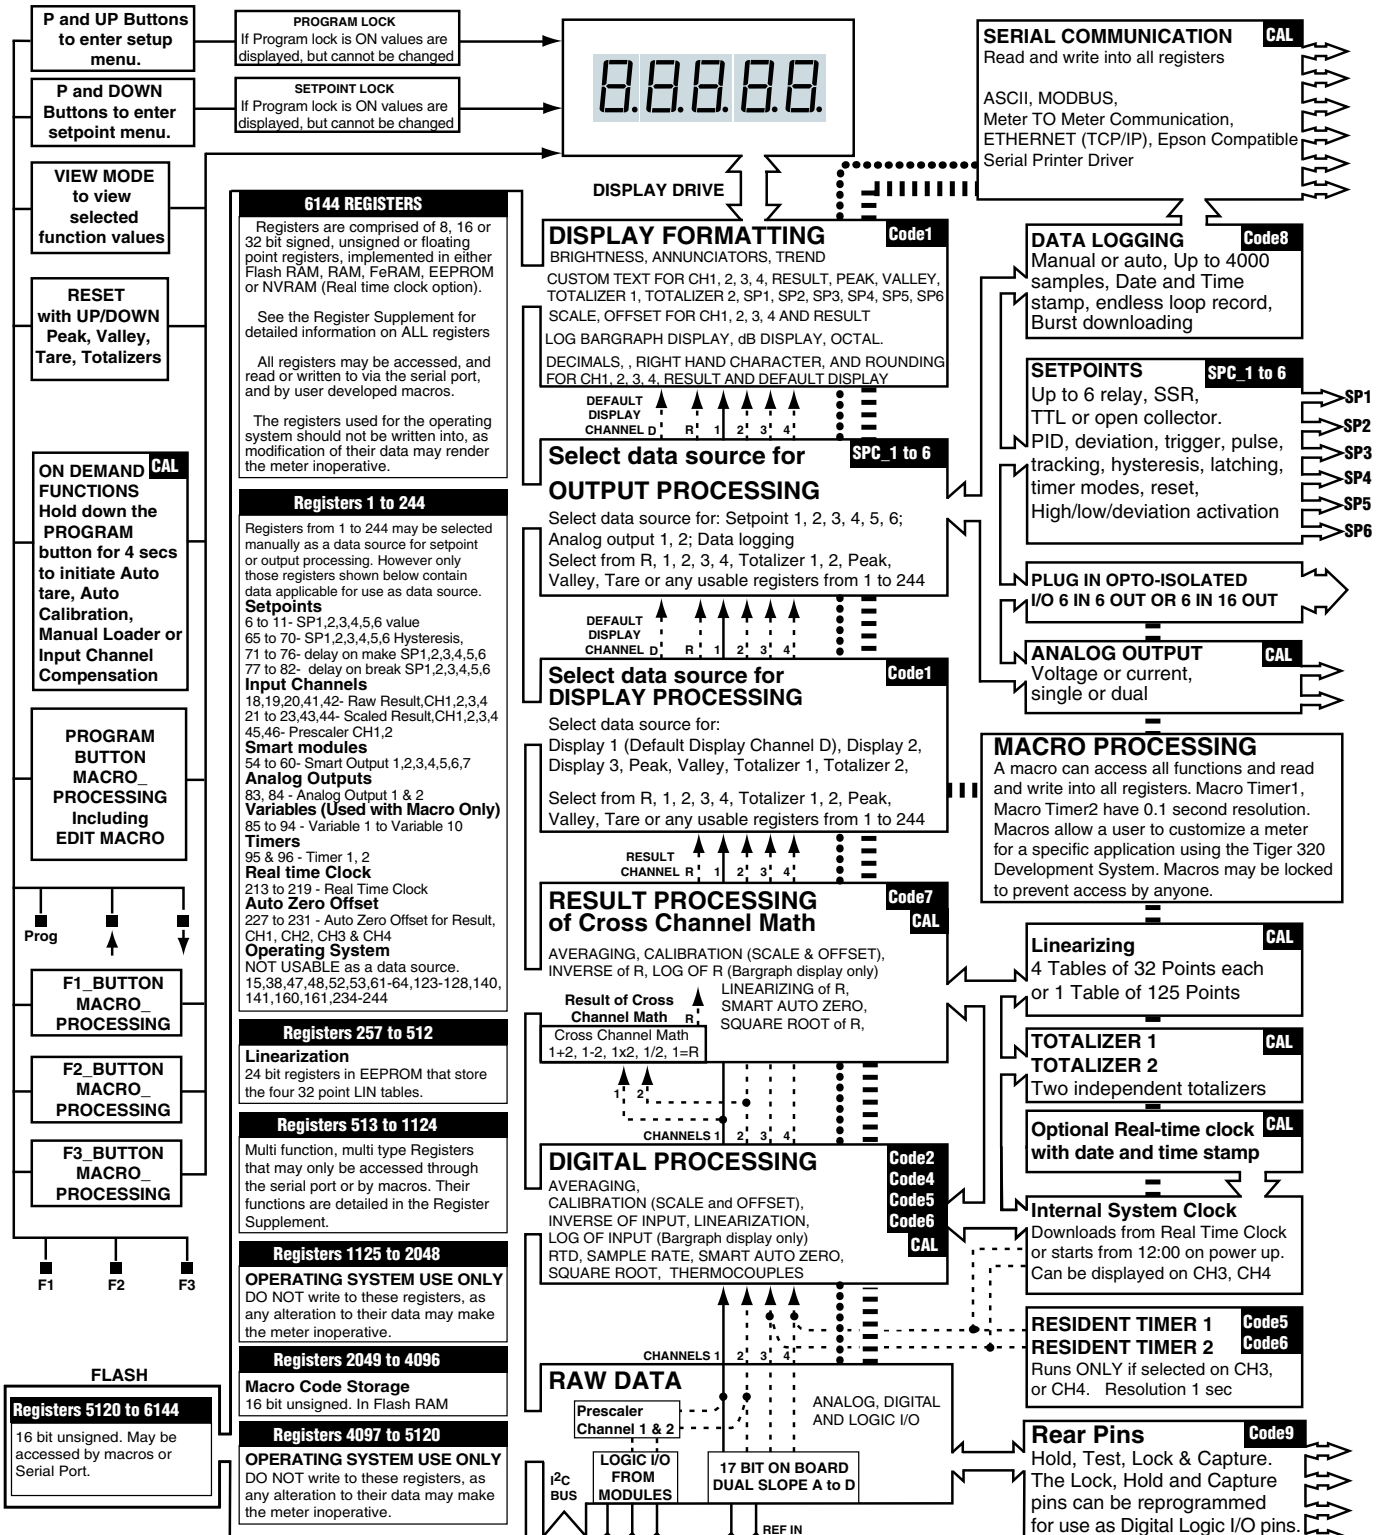 P and UP Buttons
to enter setup
menu.
PROGRAM LOCK
If Program lock is ON values are
displayed, but cannot be changed
P and DOWN
Buttons to enter
setpoint menu.
SETPOINT LOCK
If Program lock is ON values are
displayed, but cannot be changed
VIEW MODE
to view
selected
function values
RESET
with UP/DOWN
Peak, Valley,
Tare, Totalizers
ON DEMAND CAL
FUNCTIONS
Hold down the
PROGRAM
button for 4 secs
to initiate Auto
tare, Auto
Calibration,
Manual Loader or
Input Channel
Compensation
PROGRAM
BUTTON
MACRO_
PROCESSING
Including
EDIT MACRO
Prog
F1_BUTTON
MACRO_
PROCESSING
F2_BUTTON
MACRO_
PROCESSING
F3_BUTTON
MACRO_
PROCESSING
F1 F2 F3
FLASH
Registers 5120 to 6144
16 bit unsigned. May be
accessed by macros or
Serial Port.
6144 REGISTERS
Registers are comprised of 8, 16 or
32 bit signed, unsigned or floating
point registers, implemented in either
Flash RAM, RAM, FeRAM, EEPROM
or NVRAM (Real time clock option).
See the Register Supplement for
detailed information on ALL registers
All registers may be accessed, and
read or written to via the serial port,
and by user developed macros.
The registers used for the operating
system should not be written into, as
modification of their data may render
the meter inoperative.
Registers 1 to 244
Registers from 1 to 244 may be selected
manually as a data source for setpoint
or output processing. However only
those registers shown below contain
data applicable for use as data source.
Setpoints
6 to 11- SP1,2,3,4,5,6 value
65 to 70- SP1,2,3,4,5,6 Hysteresis,
71 to 76- delay on make SP1,2,3,4,5,6
77 to 82- delay on break SP1,2,3,4,5,6
Input Channels
18,19,20,41,42- Raw Result,CH1,2,3,4
21 to 23,43,44- Scaled Result,CH1,2,3,4
45,46- Prescaler CH1,2
Smart modules
54 to 60- Smart Output 1,2,3,4,5,6,7
Analog Outputs
83, 84 - Analog Output 1 & 2
Variables (Used with Macro Only)
85 to 94 - Variable 1 to Variable 10
Timers
95 & 96 - Timer 1, 2
Real time Clock
213 to 219 - Real Time Clock
Auto Zero Offset
227 to 231 - Auto Zero Offset for Result,
CH1, CH2, CH3 & CH4
Operating System
NOT USABLE as a data source.
15,38,47,48,52,53,61-64,123-128,140,
141,160,161,234-244
Registers 257 to 512
Linearization
24 bit registers in EEPROM that store
the four 32 point LIN tables.
Registers 513 to 1124
Multi function, multi type Registers
that may only be accessed through
the serial port or by macros. Their
functions are detailed in the Register
Supplement.
Registers 1125 to 2048
OPERATING SYSTEM USE ONLY
DO NOT write to these registers, as
any alteration to their data may make
the meter inoperative.
Registers 2049 to 4096
Macro Code Storage
16 bit unsigned. In Flash RAM
Registers 4097 to 5120
OPERATING SYSTEM USE ONLY
DO NOT write to these registers, as
any alteration to their data may make
the meter inoperative.
8.8.8.8.8.
DISPLAY DRIVE
DISPLAY FORMATTING Code1
BRIGHTNESS, ANNUNCIATORS, TREND
CUSTOM TEXT FOR CH1, 2, 3, 4, RESULT, PEAK, VALLEY,
TOTALIZER 1, TOTALIZER 2, SP1, SP2, SP3, SP4, SP5, SP6
SCALE, OFFSET FOR CH1, 2, 3, 4 AND RESULT
LOG BARGRAPH DISPLAY, dB DISPLAY, OCTAL.
DECIMALS, , RIGHT HAND CHARACTER, AND ROUNDING
FOR CH1, 2, 3, 4, RESULT AND DEFAULT DISPLAY
DEFAULT
DISPLAY
CHANNEL D R 1 2 3 4
Select data source for SPC_1 to 6
OUTPUT PROCESSING
Select data source for: Setpoint 1, 2, 3, 4, 5, 6;
Analog output 1, 2; Data logging
Select from R, 1, 2, 3, 4, Totalizer 1, 2, Peak,
Valley, Tare or any usable registers from 1 to 244
DEFAULT
DISPLAY
CHANNEL D R 1 2 3 4
Select data source for Code1
DISPLAY PROCESSING
Select data source for:
Display 1 (Default Display Channel D), Display 2,
Display 3, Peak, Valley, Totalizer 1, Totalizer 2,
Select from R, 1, 2, 3, 4, Totalizer 1, 2, Peak,
Valley, Tare or any usable registers from 1 to 244
RESULT
CHANNEL R 1 2 3 4
RESULT PROCESSING Code7
of Cross Channel Math CAL
AVERAGING, CALIBRATION (SCALE & OFFSET),
INVERSE of R, LOG OF R (Bargraph display only)
LINEARIZING of R,
SMART AUTO ZERO,
SQUARE ROOT of R,
Result of Cross
Channel Math R
Cross Channel Math
1+2, 1-2, 1x2, 1/2, 1=R
1 2
CHANNELS 1 2 3 4
DIGITAL PROCESSING Code2
Code4
Code5
Code6
CAL
AVERAGING,
CALIBRATION (SCALE and OFFSET),
INVERSE OF INPUT, LINEARIZATION,
LOG OF INPUT (Bargraph display only)
RTD, SAMPLE RATE, SMART AUTO ZERO,
SQUARE ROOT, THERMOCOUPLES
CHANNELS 1 2 3 4
RAW DATA
ANALOG, DIGITAL
AND LOGIC I/O
Prescaler
Channel 1 & 2
I²C
BUS
LOGIC I/O
FROM
MODULES
17 BIT ON BOARD
DUAL SLOPE A to D
REF IN
SERIAL COMMUNICATION CAL
Read and write into all registers
ASCII, MODBUS,
Meter TO Meter Communication,
ETHERNET (TCP/IP), Epson Compatible
Serial Printer Driver
DATA LOGGING Code8
Manual or auto, Up to 4000
samples, Date and Time
stamp, endless loop record,
Burst downloading
SETPOINTS SPC_1 to 6
Up to 6 relay, SSR,
TTL or open collector.
PID, deviation, trigger, pulse,
tracking, hysteresis, latching,
timer modes, reset,
High/low/deviation activation
SP1
SP2
SP3
SP4
SP5
SP6
PLUG IN OPTO-ISOLATED
I/O 6 IN 6 OUT OR 6 IN 16 OUT
ANALOG OUTPUT CAL
Voltage or current,
single or dual
MACRO PROCESSING
A macro can access all functions and read
and write into all registers. Macro Timer1,
Macro Timer2 have 0.1 second resolution.
Macros allow a user to customize a meter
for a specific application using the Tiger 320
Development System. Macros may be locked
to prevent access by anyone.
Linearizing CAL
4 Tables of 32 Points each
or 1 Table of 125 Points
TOTALIZER 1 CAL
TOTALIZER 2
Two independent totalizers
Optional Real-time clock CAL
with date and time stamp
Internal System Clock
Downloads from Real Time Clock
or starts from 12:00 on power up.
Can be displayed on CH3, CH4
RESIDENT TIMER 1 Code5
RESIDENT TIMER 2 Code6
Runs ONLY if selected on CH3,
or CH4. Resolution 1 sec
Rear Pins Code9
Hold, Test, Lock & Capture.
The Lock, Hold and Capture
pins can be reprogrammed
for use as Digital Logic I/O pins.